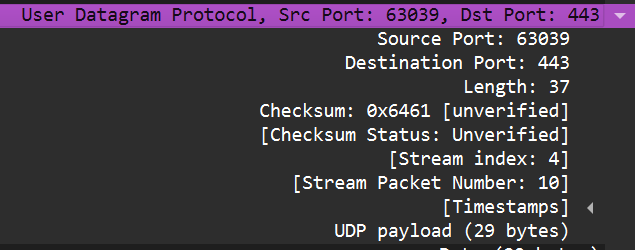 User Datagram Protocol, Src Port: 63039, Dst Port: 443
Source Port: 63039
Destination Port: 443
Length: 37
Checksum: 0x6461 [unverified]
[Checksum Status: Unverified]
[Stream index: 4]
[Stream Packet Number: 10]
[Timestamps]
UDP payload (29 bytes)